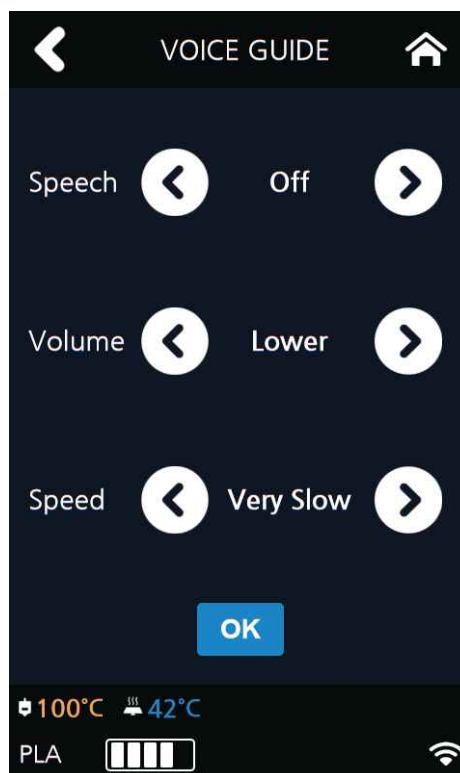 VOICE GUIDE
Speech Off
Volume Lower
Speed Very Slow
OK
100°C 42°C
PLA